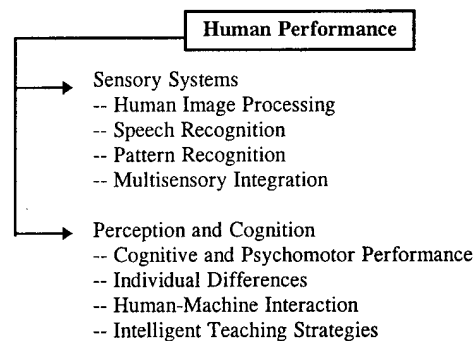 Human Performance
Sensory Systems
-- Human Image Processing
-- Speech Recognition
-- Pattern Recognition
-- Multisensory Integration
Perception and Cognition
-- Cognitive and Psychomotor Performance
-- Individual Differences
-- Human-Machine Interaction
-- Intelligent Teaching Strategies